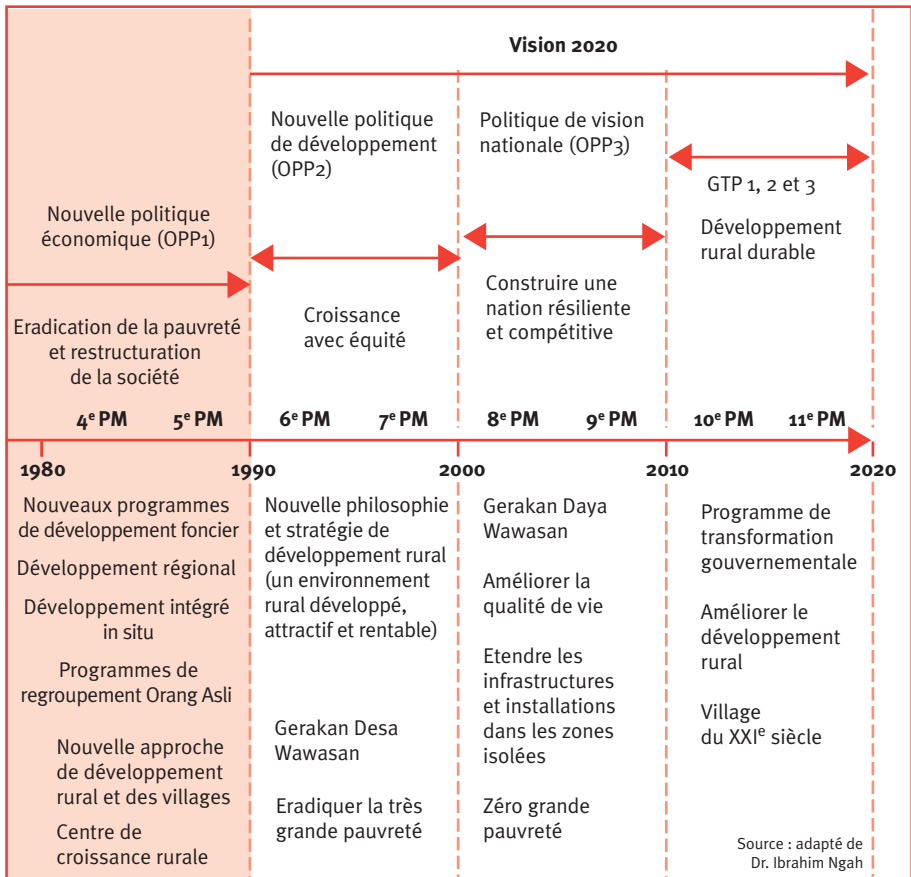 Vision 2020
Nouvelle politique
économique (OPP1)
Eradication de la pauvreté
et restructuration
de la société
Nouvelle politique
de développement
(OPP2)
Croissance
avec équité
Politique de vision
nationale (OPP3)
Construire une
nation résiliente
et compétitive
GTP 1, 2 et 3
Développement
rural durable
4e PM 5e PM 6e PM 7e PM 8e PM 9e PM 10e PM 11e PM
1980 1990 2000 2010 2020
Nouveaux programmes
de développement foncier
Développement régional
Développement intégré
in situ
Programmes de
regroupement Orang Asli
Nouvelle approche
de développement
rural et des villages
Centre de
croissance rurale
Nouvelle philosophie
et stratégie de
développement rural
(un environnement
rural développé,
attractif et rentable)
Gerakan Desa
Wawasan
Eradiquer la très
grande pauvreté
Gerakan Daya
Wawasan
Améliorer la
qualité de vie
Etendre les
infrastructures
et installations
dans les zones
isolées
Zéro grande
pauvreté
Programme de
transformation
gouvernementale
Améliorer le
développement
rural
Village
du XXIe siècle
Source : adapté de
Dr. Ibrahim Ngah